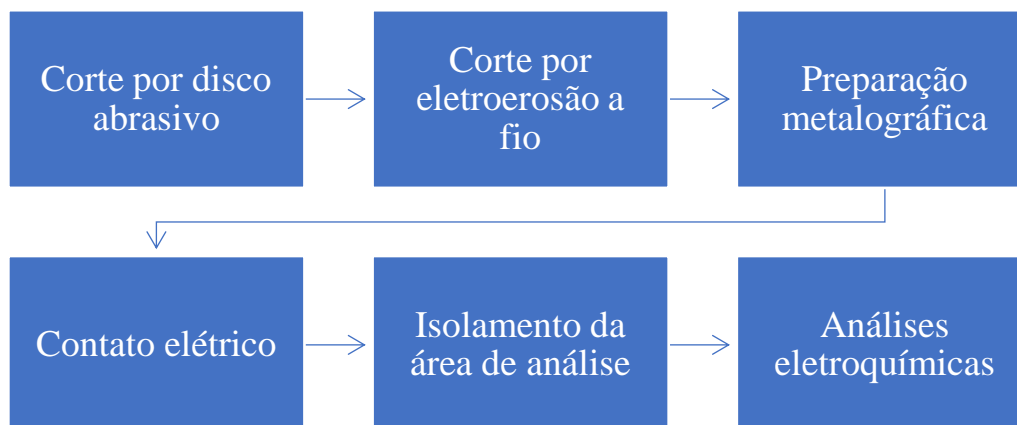 Corte por disco
abrasivo
Corte por
eletroerosão a
fio
Preparação
metalográfica
Contato elétrico
Isolamento da
área de análise
Análises
eletroquímicas